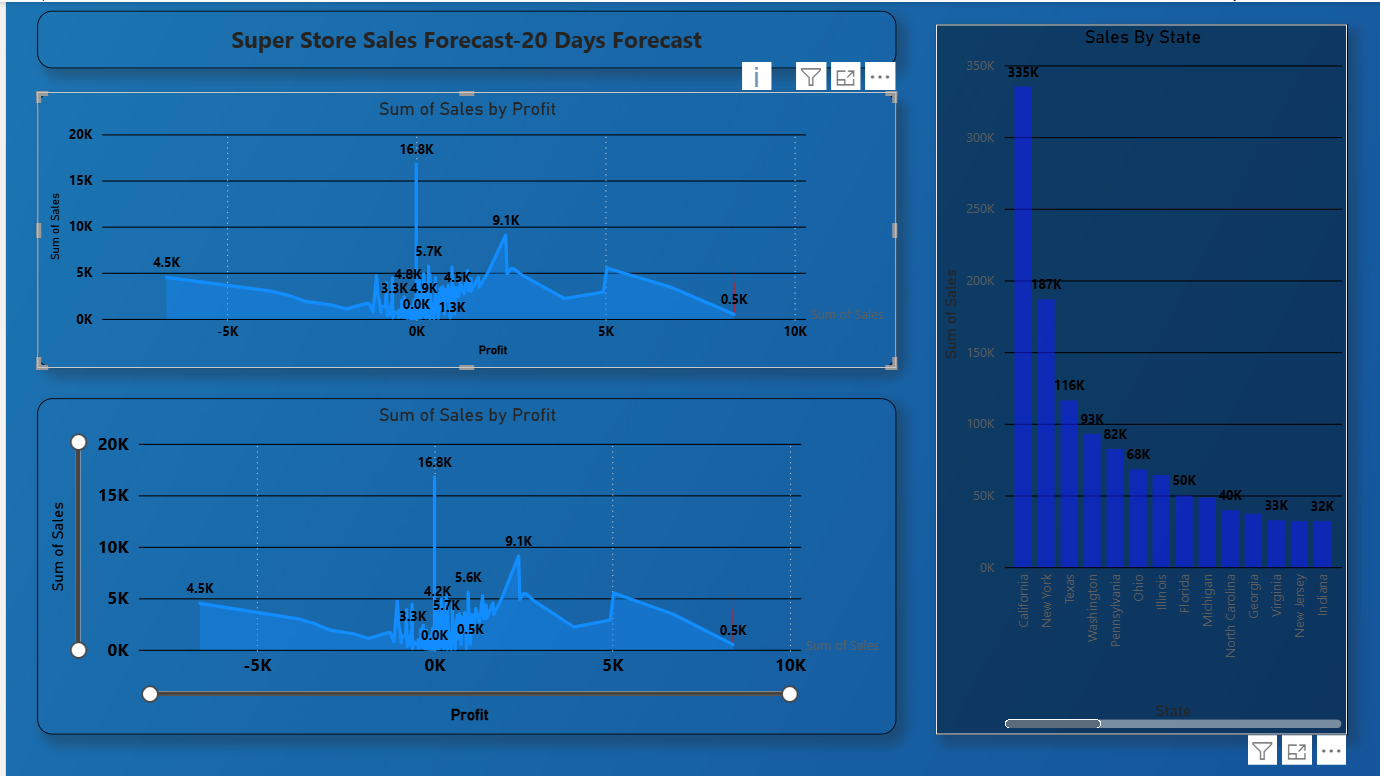 Super Store Sales Forecast-20 Days Forecast
Sum of Sales by Profit
20K
16.8K
15K
10K
9.1K
5.7K
4.5K
4.8K
4.5K
5K
3.3K
4.9K
0.5K
0.0K
1.3K
Sum of Sales
0K
-5K
0K
5K
10K
Profit
Sum of Sales
Sum of Sales by Profit
20K
16.8K
15K
10K
9.1K
5.6K
4.5K
4.2K
5K
5.7K
3.3K
0.5K
0.5K
0.0K
Sum of Sales
0K
-5K
0K
5K
10K
Profit
Sum of Sales
Sales By State
350K
335K
300K
250K
200K
187K
150K
116K
100K
93K
82K
68K
50K
50K
40K
33K
32K
0K
Sum of Sales
California
New York
Texas
Washington
Pennsylvania
Ohio
Illinois
Florida
Michigan
North Carolina
Georgia
Virginia
New Jersey
Indiana
State